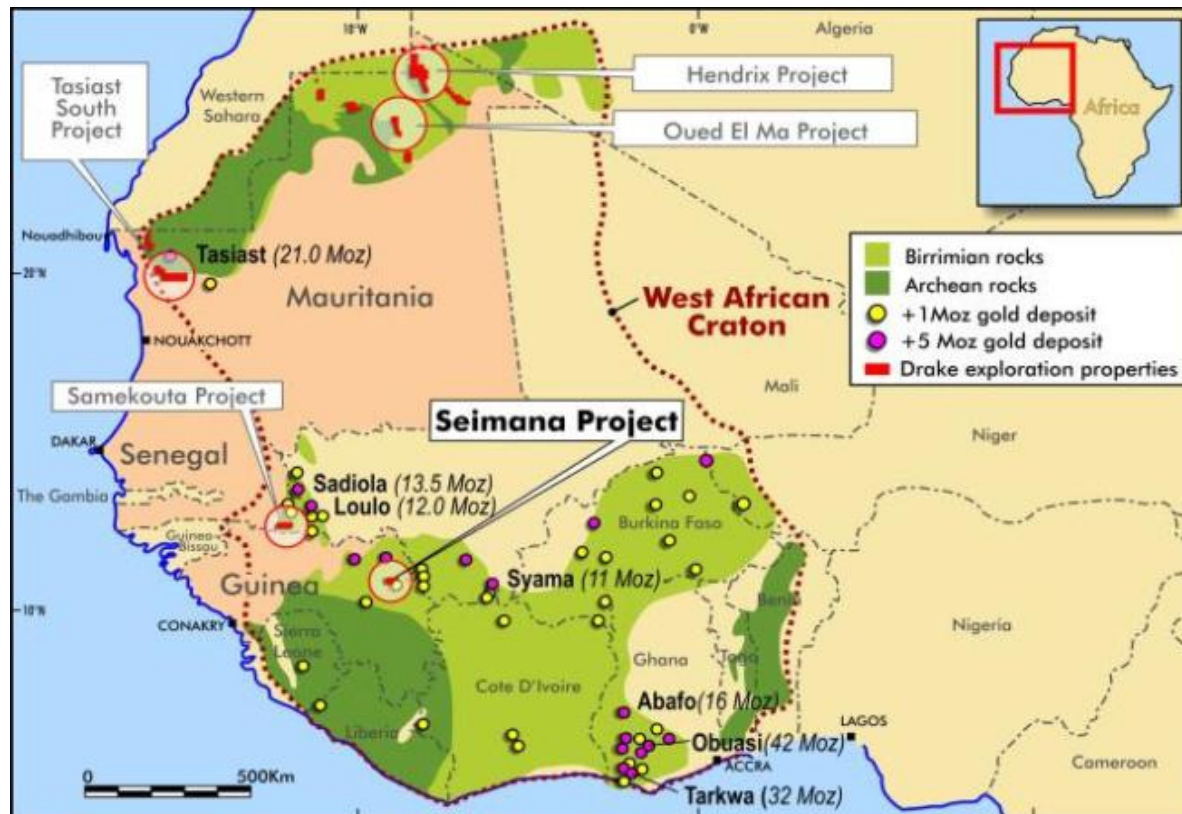 10°W
0°W
Algeria
Tasiast
South
Project
Western
Sahara
Hendrix Project
Oued El Ma Project
Africa
Nouadhibou
Tasiast (21.0 Moz)
20°N
Mauritania
West African
Craton
Birrimian rocks
Archean rocks
+1Moz gold deposit
+5 Moz gold deposit
Drake exploration properties
NOUAKCHOTT
Mali
Samekouta Project
Seimana Project
DAKAR
Senegal
Niger
The Gambia
Sadiola (13.5 Moz)
Loulo (12.0 Moz)
Burkina Faso
Guinea
Bissau
Guinea
Syama (11 Moz)
Benin
10°N
CONAKRY
Sierra
Leone
Nigeria
Ghana
Togo
Cote D'Ivoire
Abafo(16 Moz)
Liberia
LAGOS
Obuasi(42 Moz)
ACCRA
Cameroon
0
500Km
Tarkwa (32 Moz)